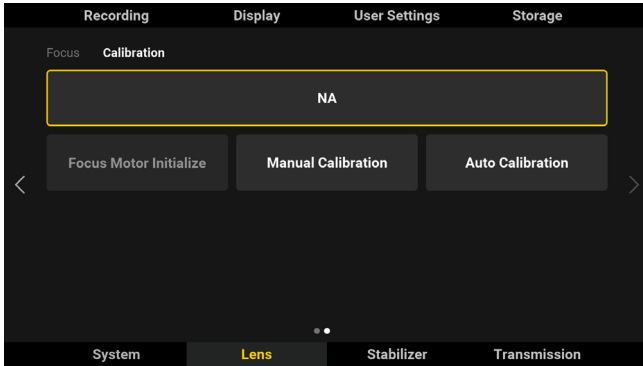 Recording Display User Settings Storage
Focus Calibration
NA
Focus Motor Initialize Manual Calibration Auto Calibration
System Lens Stabilizer Transmission